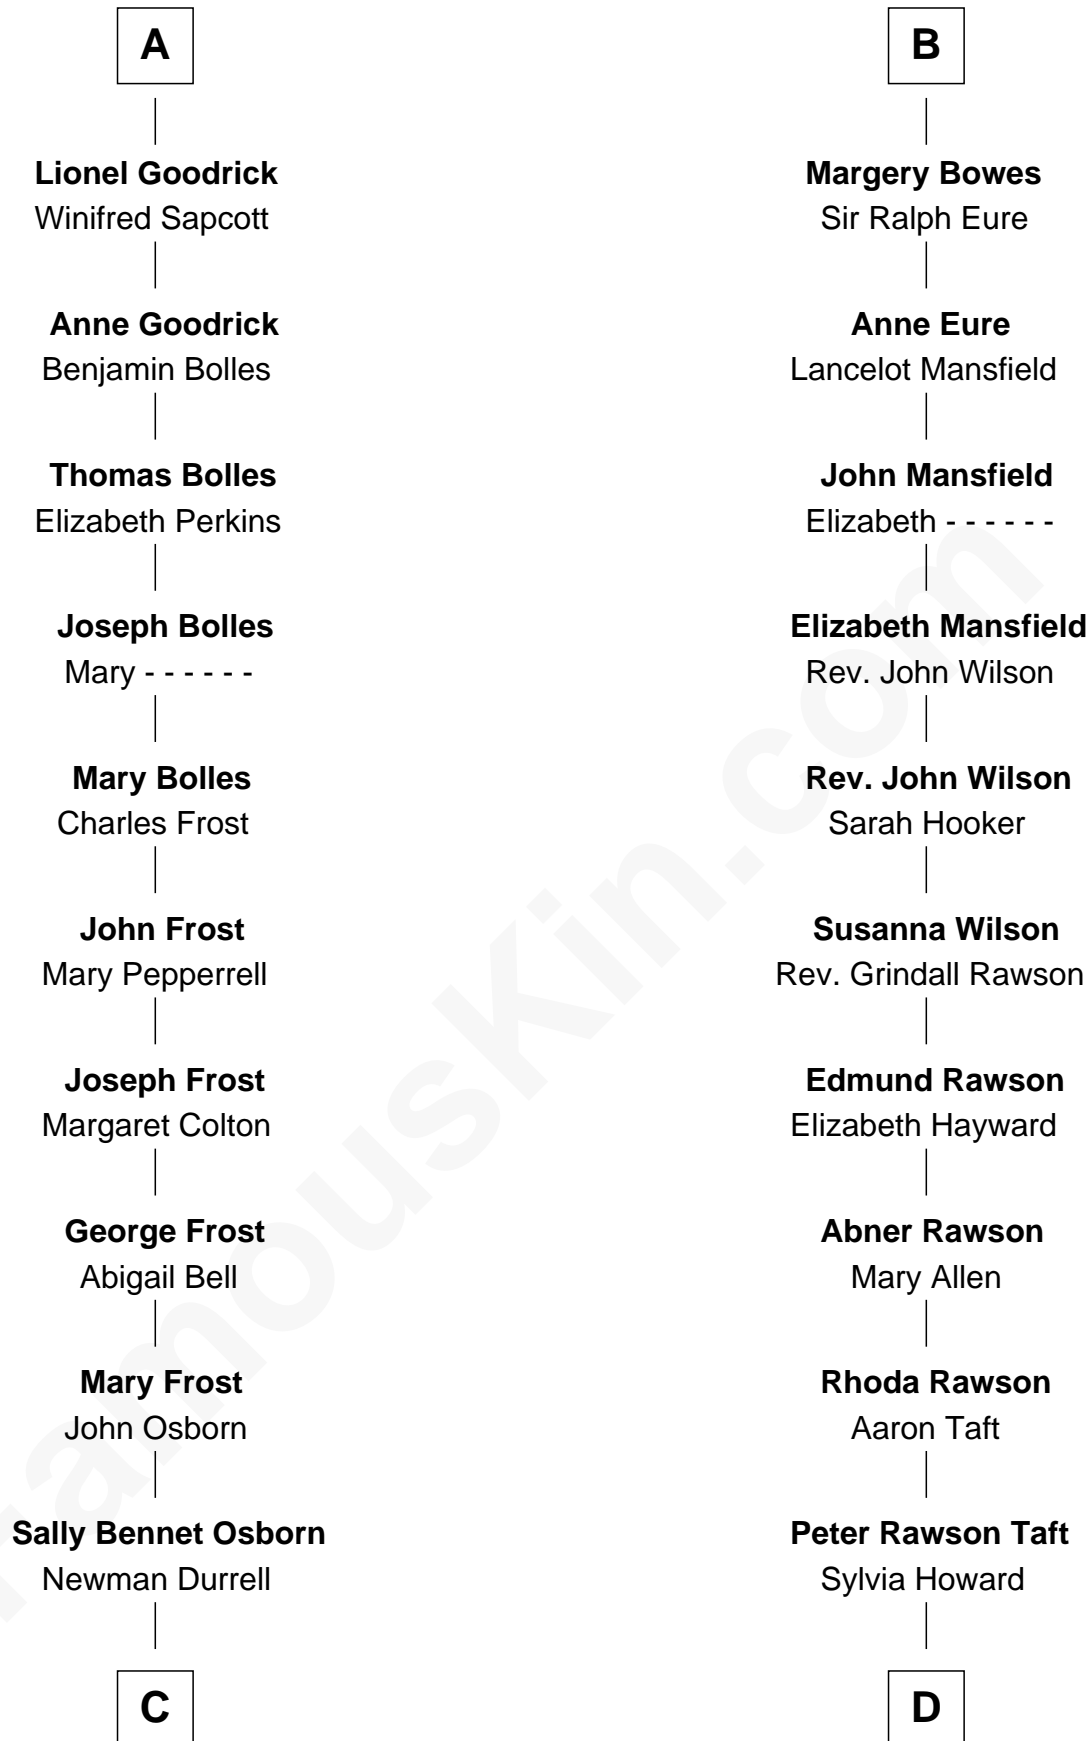 A
Lionel Goodrick
Winifred Sapcott
Anne Goodrick
Benjamin Bolles
Thomas Bolles
Elizabeth Perkins
Joseph Bolles
Mary - - - - - -
Mary Bolles
Charles Frost
John Frost
Mary Pepperrell
Joseph Frost
Margaret Colton
George Frost
Abigail Bell
Mary Frost
John Osborn
Sally Bennet Osborn
Newman Durrell
C
B
Margery Bowes
Sir Ralph Eure
Anne Eure
Lancelot Mansfield
John Mansfield
Elizabeth - - - - - -
Elizabeth Mansfield
Rev. John Wilson
Rev. John Wilson
Sarah Hooker
Susanna Wilson
Rev. Grindall Rawson
Edmund Rawson
Elizabeth Hayward
Abner Rawson
Mary Allen
Rhoda Rawson
Aaron Taft
Peter Rawson Taft
Sylvia Howard
D
FamousKin.com